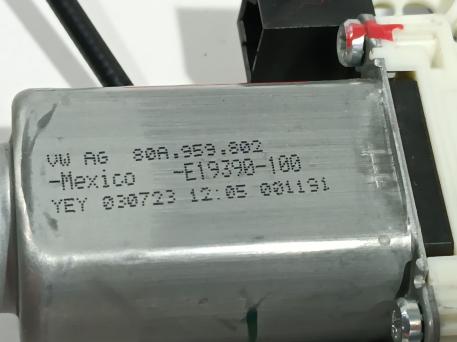 VW AG 80A.959.802
-Mexico -E19390-100
YEY 030723 12:05 001191